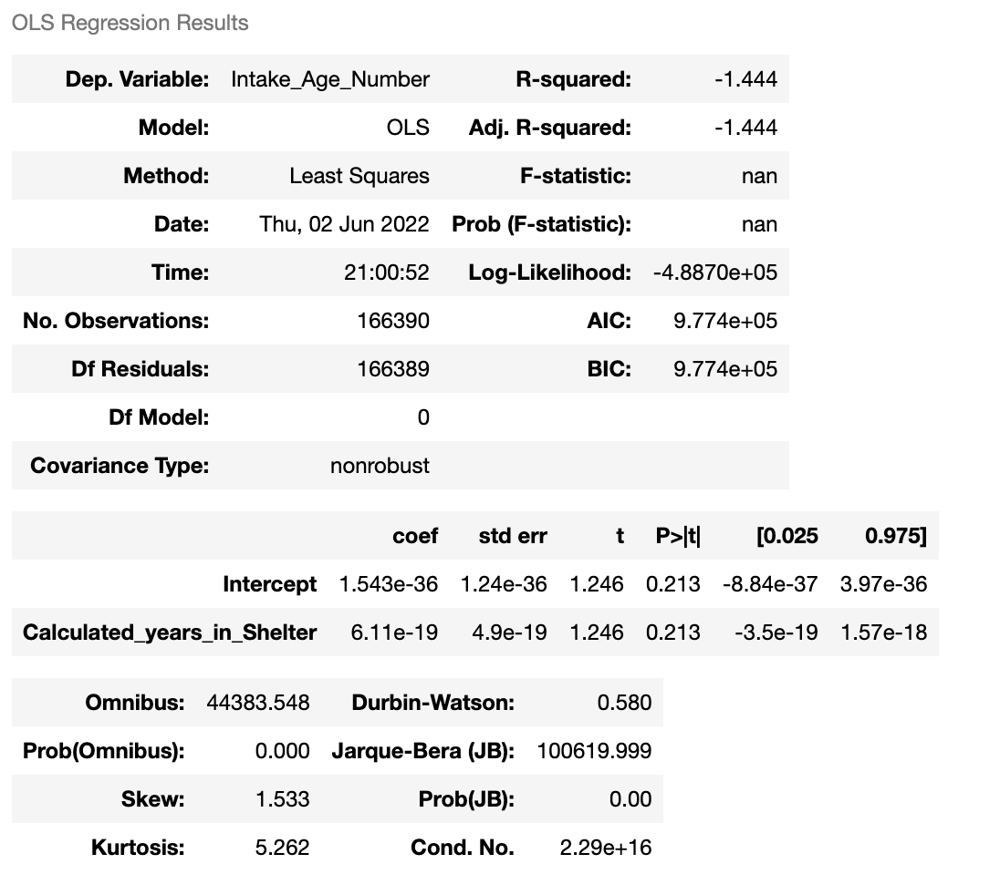 OLS Regression Results
Dep. Variable: Intake_Age_Number R-squared: -1.444
Model: OLS Adj. R-squared: -1.444
Method: Least Squares F-statistic: nan
Date: Thu, 02 Jun 2022 Prob (F-statistic): nan
Time: 21:00:52 Log-Likelihood: -4.8870e+05
No. Observations: 166390 AIC: 9.774e+05
Df Residuals: 166389 BIC: 9.774e+05
Df Model: 0
Covariance Type: nonrobust
coef std err t P>|t| [0.025 0.975]
Intercept 1.543e-36 1.24e-36 1.246 0.213 -8.84e-37 3.97e-36
Calculated_years_in_Shelter 6.11e-19 4.9e-19 1.246 0.213 -3.5e-19 1.57e-18
Omnibus: 44383.548 Durbin-Watson: 0.580
Prob(Omnibus): 0.000 Jarque-Bera (JB): 100619.999
Skew: 1.533 Prob(JB): 0.00
Kurtosis: 5.262 Cond. No. 2.29e+16